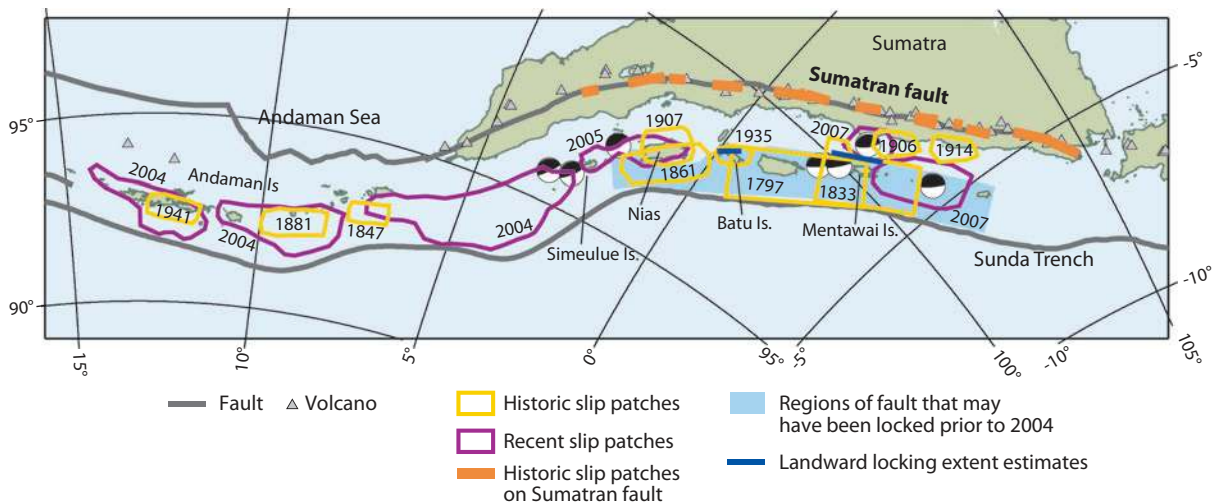 -5°
Sumatra
Sumatran fault
Andaman Sea
95°
2007
1935
1907
2005
1906
1914
2004
Andaman Is
1861
1797
1833
1941
1881
1847
2004
2004
2007
Nias
Batu Is.
Mentawai Is.
Simeulue Is.
Sunda Trench
-10°
90°
15°
10°
5°
0°
95°
-5°
100°
-10°
105°
Fault
Volcano
Historic slip patches
Recent slip patches
Historic slip patches
on Sumatran fault
Regions of fault that may
have been locked prior to 2004
Landward locking extent estimates